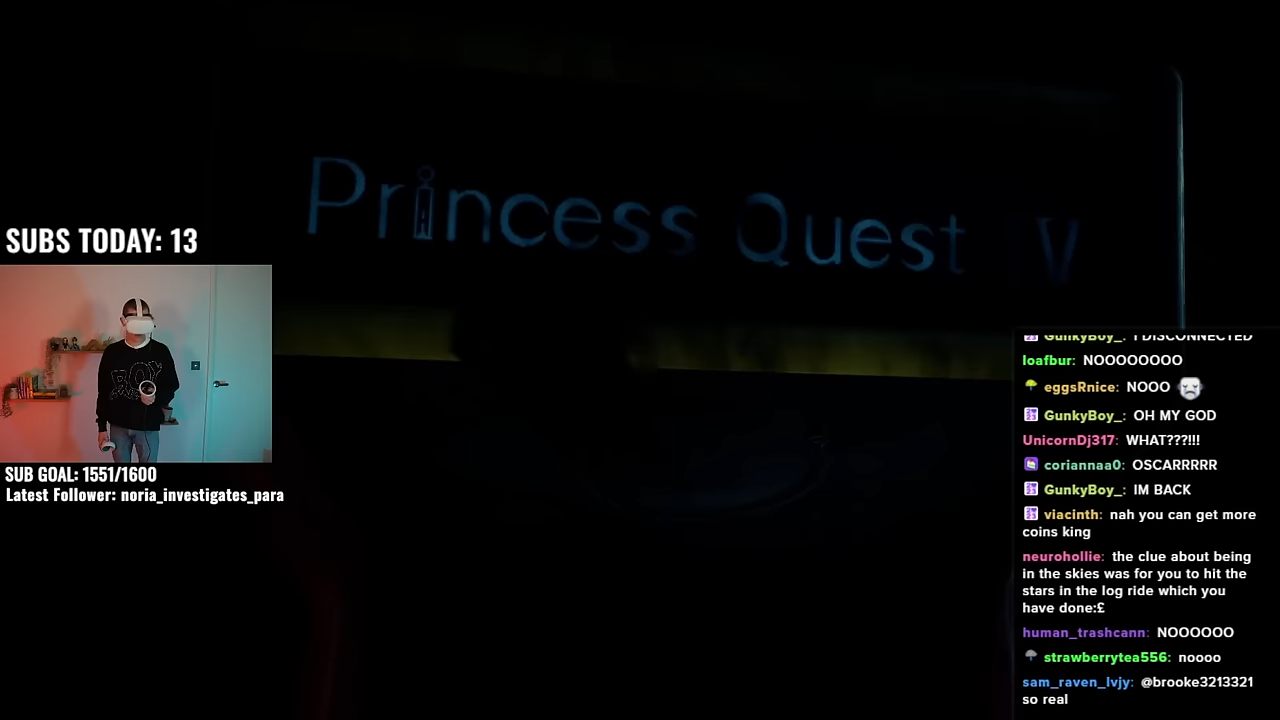 Princess Quest IV
SUBS TODAY: 13
SUB GOAL: 1551/1600
Latest Follower: noria_investigates_para
GunkyBoy_: I DISCONNECTED
loafbur: NOOOOOOOO
eggsRnice: NOOO
GunkyBoy_: OH MY GOD
UnicornDj317: WHAT???!!!
coriannaa0: OSCARRRRR
GunkyBoy_: IM BACK
viacinth: nah you can get more
coins king
neurohollie: the clue about being
in the skies was for you to hit the
stars in the log ride which you
have done:£
human_trashcann: NOOOOOO
strawberrytea556: noooo
sam_raven_lvjy: @brooke3213321
so real